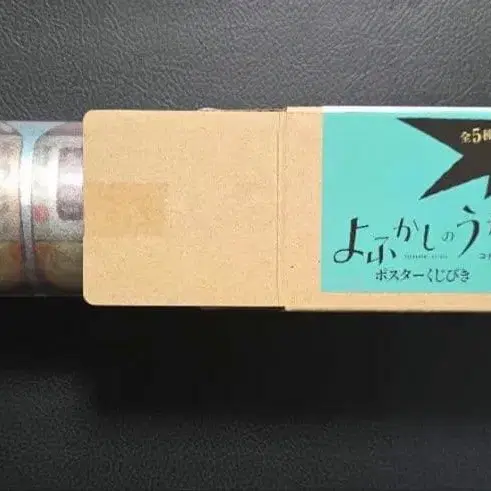 全5種
よふかしのう
ポスターくじびき